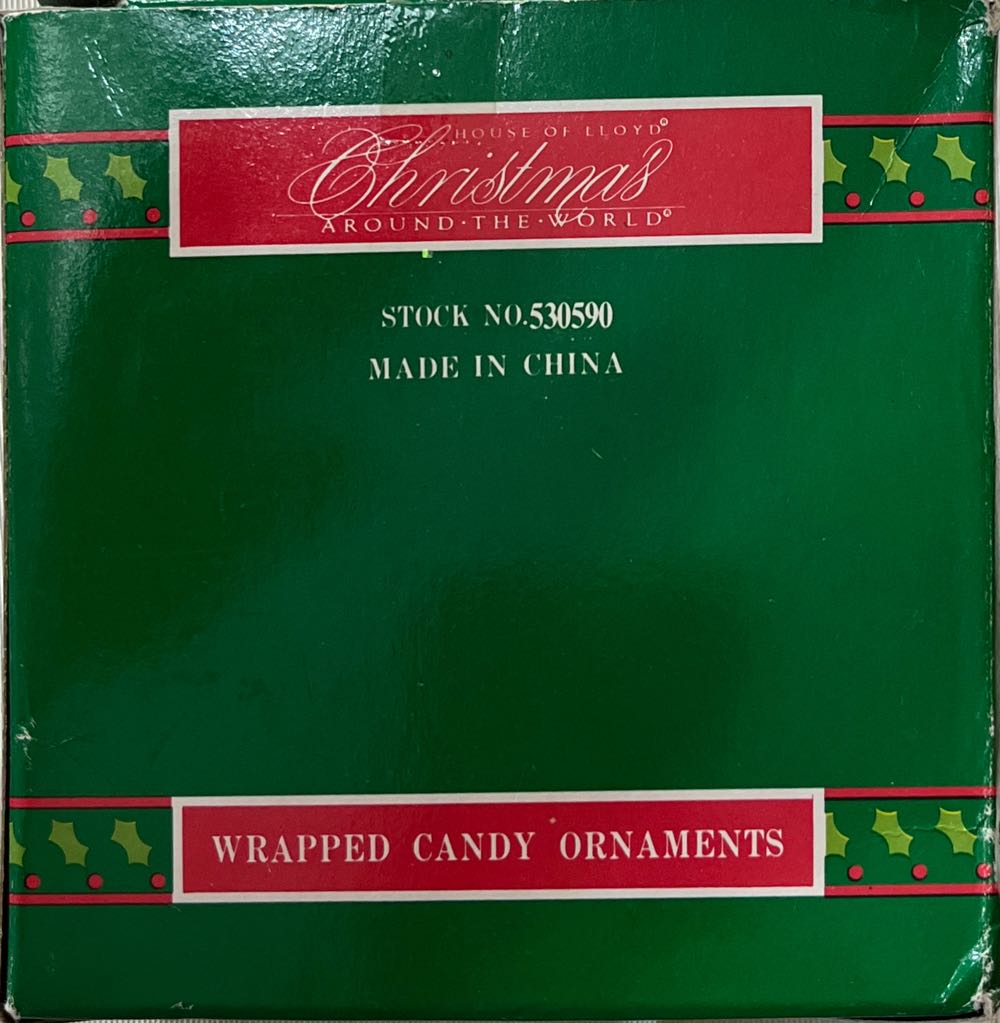 HOUSE OF LLOYD®
Christmas
AROUND·THE·WORLD®
STOCK NO.530590
MADE IN CHINA
WRAPPED CANDY ORNAMENTS